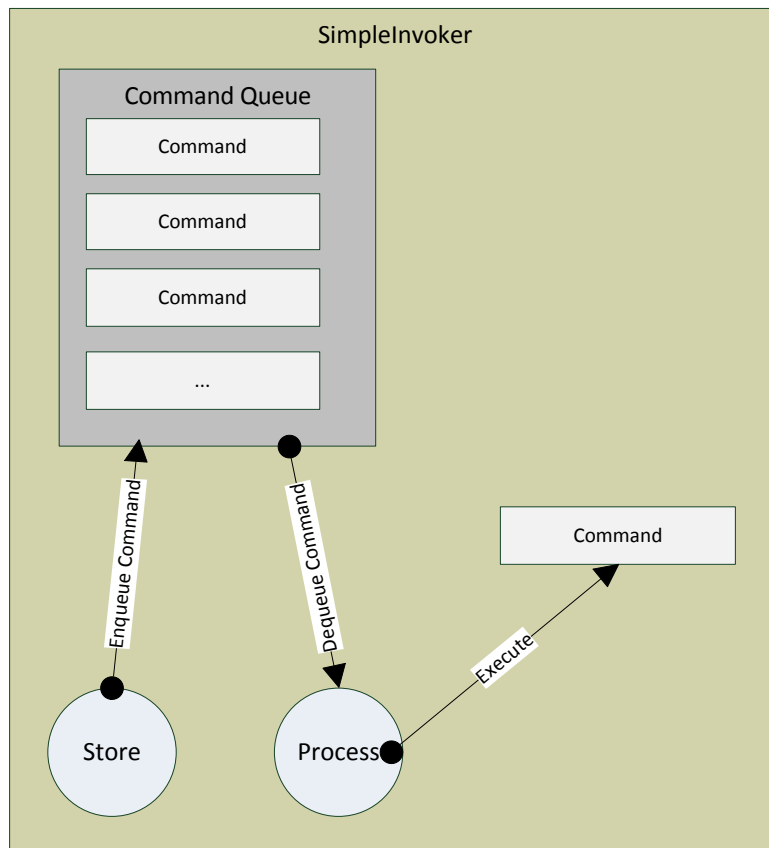 SimpleInvoker
Command Queue
Command
Command
Command
...
Enqueue Command
Dequeue Command
Command
Execute
Store
Process